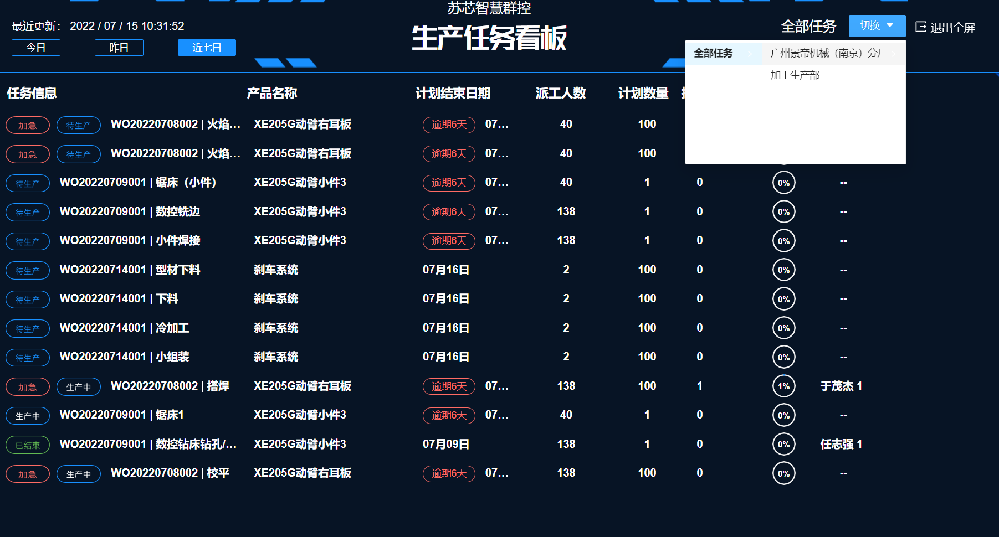 苏芯智慧群控
最近更新： 2022 / 07 / 15 10:31:52
生产任务看板
全部任务 切换 退出全屏
今日 昨日 近七日
全部任务 广州景帝机械（南京）分厂
加工生产部
任务信息 产品名称 计划结束日期 派工人数 计划数量
加急 待生产 WO20220708002 | 火焰... XE205G动臂右耳板 逾期6天 07... 40 100
加急 待生产 WO20220708002 | 火焰... XE205G动臂右耳板 逾期6天 07... 40 100
待生产 WO20220709001 | 锯床（小件） XE205G动臂小件3 逾期6天 07... 40 1 0 0% --
待生产 WO20220709001 | 数控铣边 XE205G动臂小件3 逾期6天 07... 138 1 0 0% --
待生产 WO20220709001 | 小件焊接 XE205G动臂小件3 逾期6天 07... 138 1 0 0% --
待生产 WO20220714001 | 型材下料 刹车系统 07月16日 2 100 0 0% --
待生产 WO20220714001 | 下料 刹车系统 07月16日 2 100 0 0% --
待生产 WO20220714001 | 冷加工 刹车系统 07月16日 2 100 0 0% --
待生产 WO20220714001 | 小组装 刹车系统 07月16日 2 100 0 0% --
加急 生产中 WO20220708002 | 搭焊 XE205G动臂右耳板 逾期6天 07... 138 100 1 1% 于茂杰 1
生产中 WO20220709001 | 锯床1 XE205G动臂小件3 逾期6天 07... 40 1 0 0% --
已结束 WO20220709001 | 数控钻床钻孔/... XE205G动臂小件3 07月09日 138 1 0 0% 任志强 1
加急 生产中 WO20220708002 | 校平 XE205G动臂右耳板 逾期6天 07... 138 100 0 0% --